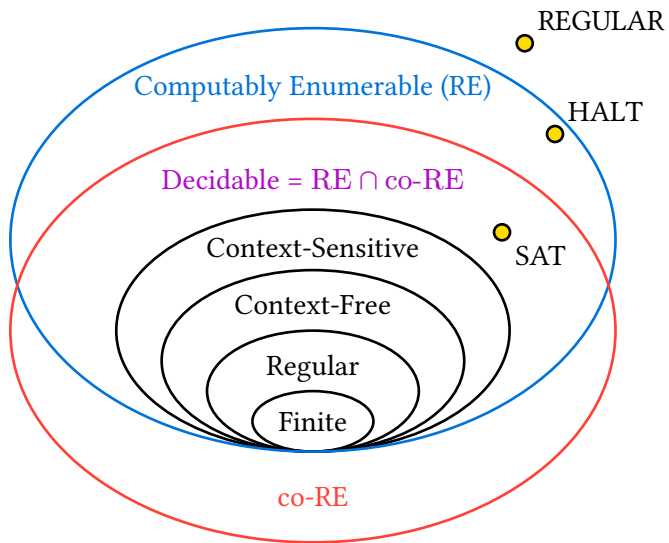 REGULAR
Computably Enumerable (RE)
HALT
Decidable = RE ∩ co-RE
Context-Sensitive
SAT
Context-Free
Regular
Finite
co-RE